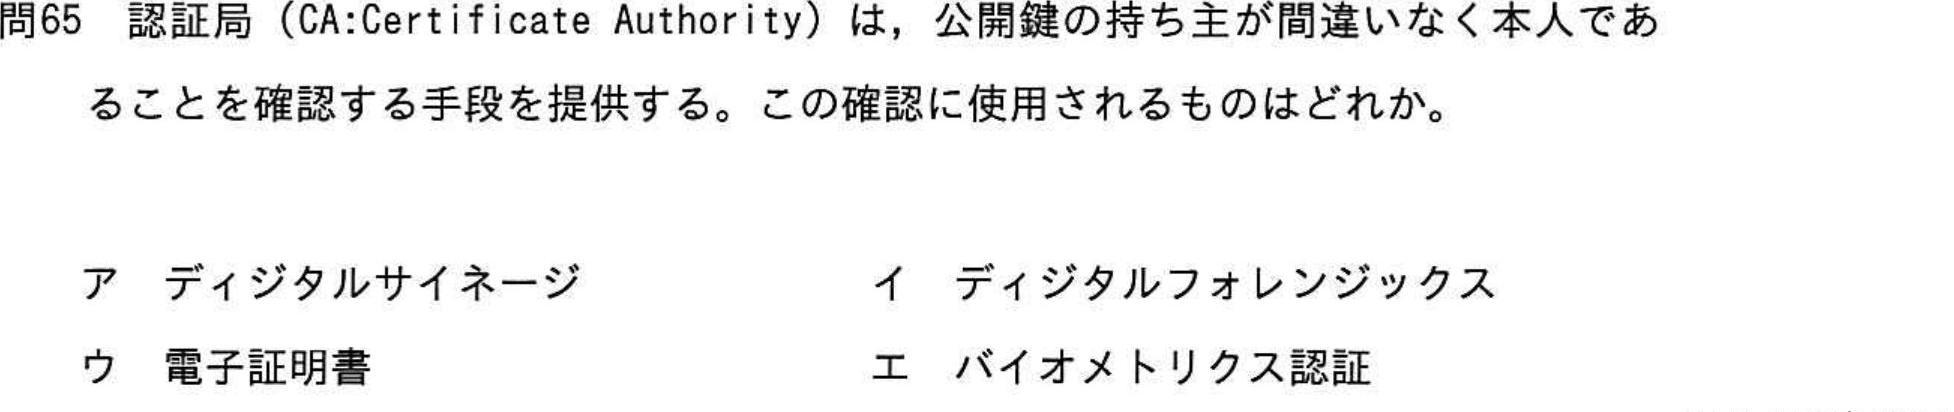 問65　認証局（CA:Certificate Authority）は，公開鍵の持ち主が間違いなく本人であ
ることを確認する手段を提供する。この確認に使用されるものはどれか。
ア　ディジタルサイネージ　イ　ディジタルフォレンジックス
ウ　電子証明書　エ　バイオメトリクス認証